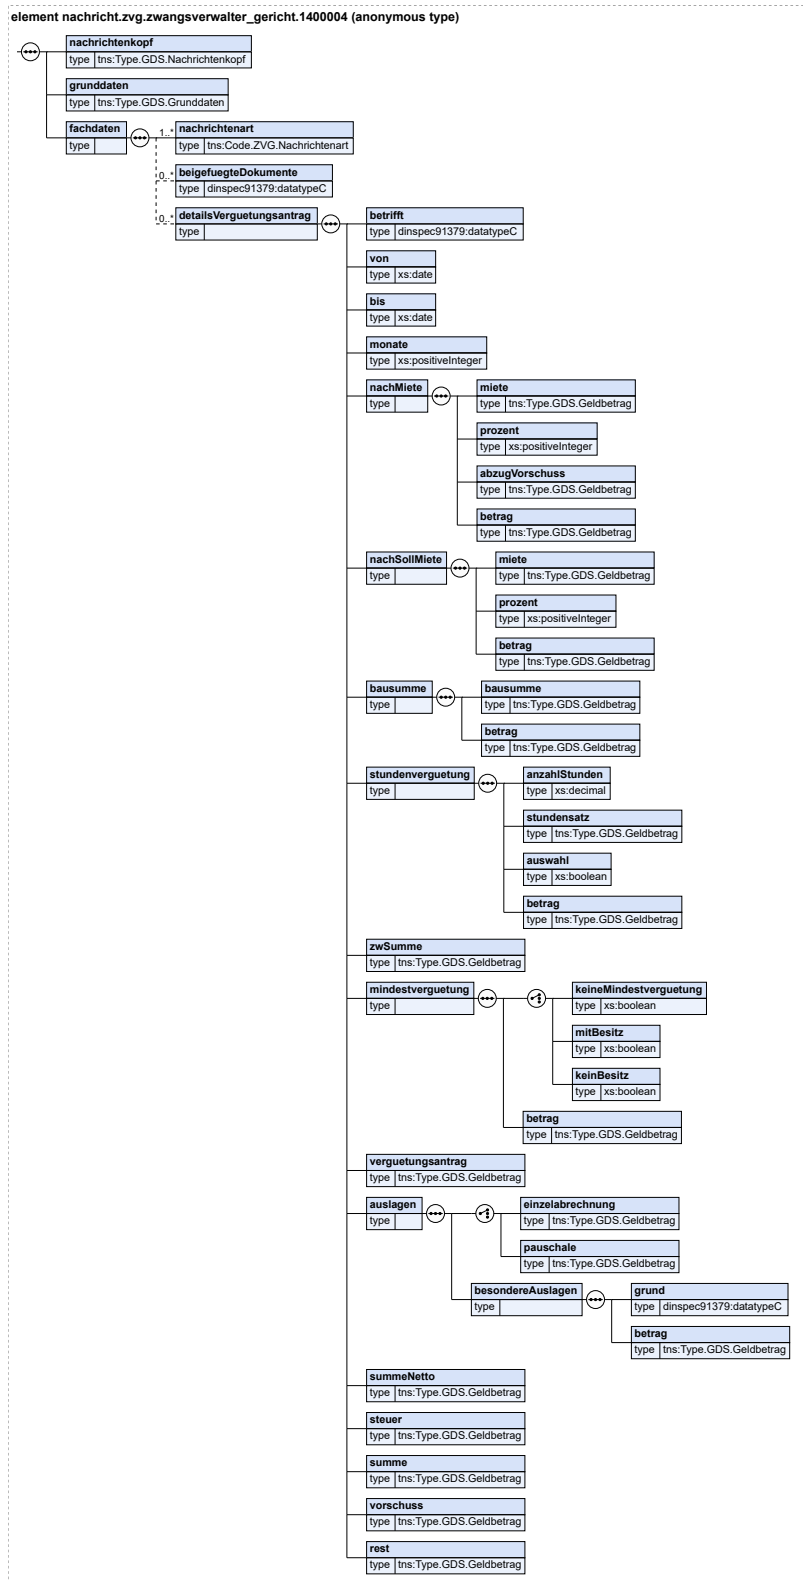 element nachricht.zvg.zwangsverwalter_gericht.1400004 (anonymous type)
nachrichtenkopf
type tns:Type.GDS.Nachrichtenkopf
grunddaten
type tns:Type.GDS.Grunddaten
fachdaten
type
1..*
nachrichtenart
type tns:Code.ZVG.Nachrichtenart
0..*
beigefuegteDokumente
type dinspec91379:datatypeC
0..*
detailsVerguetungsantrag
type
betrifft
type dinspec91379:datatypeC
von
type xs:date
bis
type xs:date
monate
type xs:positiveInteger
nachMiete
type
miete
type tns:Type.GDS.Geldbetrag
prozent
type xs:positiveInteger
abzugVorschuss
type tns:Type.GDS.Geldbetrag
betrag
type tns:Type.GDS.Geldbetrag
nachSollMiete
type
miete
type tns:Type.GDS.Geldbetrag
prozent
type xs:positiveInteger
betrag
type tns:Type.GDS.Geldbetrag
bausumme
type
bausumme
type tns:Type.GDS.Geldbetrag
betrag
type tns:Type.GDS.Geldbetrag
stundenverguetung
type
anzahlStunden
type xs:decimal
stundensatz
type tns:Type.GDS.Geldbetrag
auswahl
type xs:boolean
betrag
type tns:Type.GDS.Geldbetrag
zwSumme
type tns:Type.GDS.Geldbetrag
mindestverguetung
type
keineMindestverguetung
type xs:boolean
mitBesitz
type xs:boolean
keinBesitz
type xs:boolean
betrag
type tns:Type.GDS.Geldbetrag
verguetungsantrag
type tns:Type.GDS.Geldbetrag
auslagen
type
einzelabrechnung
type tns:Type.GDS.Geldbetrag
pauschale
type tns:Type.GDS.Geldbetrag
besondereAuslagen
type
grund
type dinspec91379:datatypeC
betrag
type tns:Type.GDS.Geldbetrag
summeNetto
type tns:Type.GDS.Geldbetrag
steuer
type tns:Type.GDS.Geldbetrag
summe
type tns:Type.GDS.Geldbetrag
vorschuss
type tns:Type.GDS.Geldbetrag
rest
type tns:Type.GDS.Geldbetrag